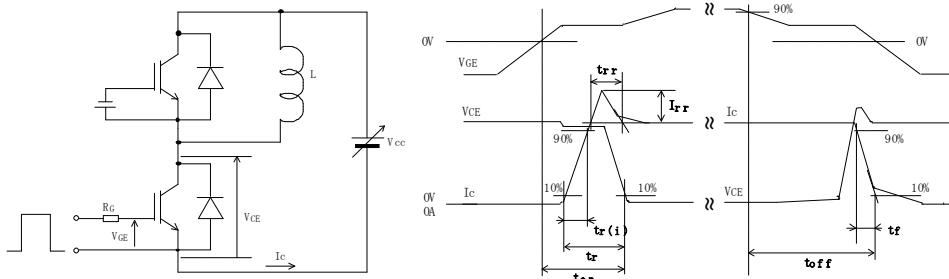 L
Vcc
RG
VGE
VCE
Ic
0V
VGE
90%
0V
trr
Irr
VCE
Ic
90%
90%
Ic
10%
10%
VCE
10%
0V
0A
tr(i)
tr
tf
toff
ton